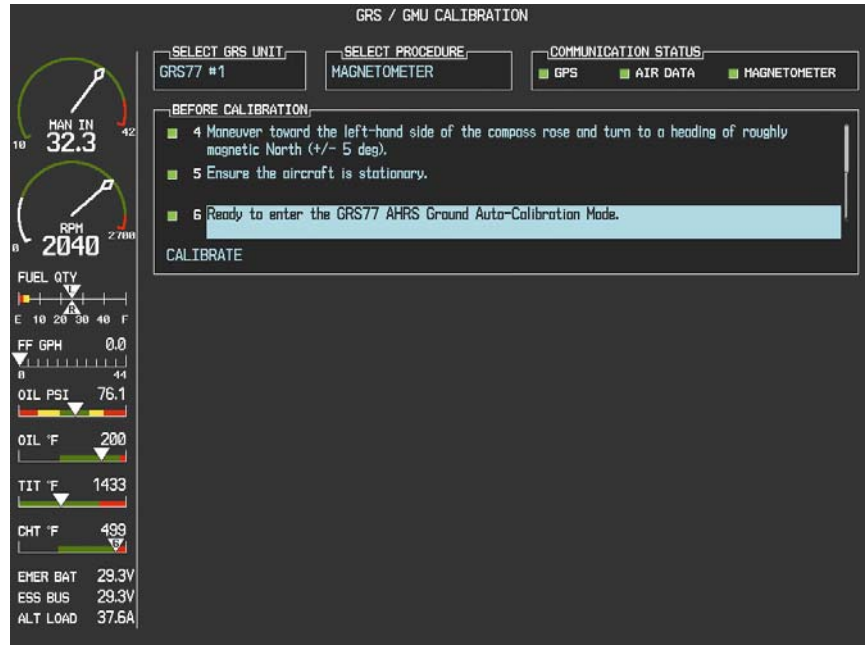 GRS / GMU CALIBRATION
SELECT GRS UNIT
GRS77 #1
SELECT PROCEDURE
MAGNETOMETER
COMMUNICATION STATUS
GPS
AIR DATA
MAGNETOMETER
BEFORE CALIBRATION
4 Maneuver toward the left-hand side of the compass rose and turn to a heading of roughly
magnetic North (+/- 5 deg).
5 Ensure the aircraft is stationary.
6 Ready to enter the GRS77 AHRS Ground Auto-Calibration Mode.
CALIBRATE
MAN IN
10 32.3 42
RPM
0 2040 2700
FUEL QTY
L
R
E 10 20 30 40 F
FF GPH 0.0
0 44
OIL PSI 76.1
OIL °F 200
TIT °F 1433
CHT °F 499
6
EMER BAT 29.3V
ESS BUS 29.3V
ALT LOAD 37.6A